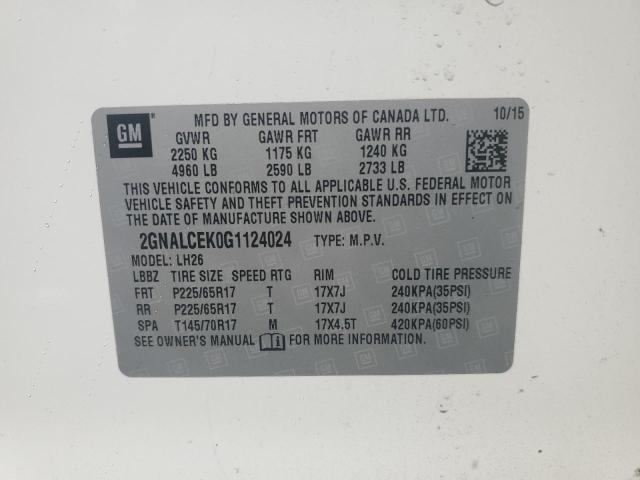 GM
MFD BY GENERAL MOTORS OF CANADA LTD. 10/15
GVWR GAWR FRT GAWR RR
2250 KG 1175 KG 1240 KG
4960 LB 2590 LB 2733 LB
THIS VEHICLE CONFORMS TO ALL APPLICABLE U.S. FEDERAL MOTOR
VEHICLE SAFETY AND THEFT PREVENTION STANDARDS IN EFFECT ON
THE DATE OF MANUFACTURE SHOWN ABOVE.
2GNALCEK0G1124024 TYPE: M.P.V.
MODEL: LH26
LBBZ TIRE SIZE SPEED RTG RIM COLD TIRE PRESSURE
FRT P225/65R17 T 17X7J 240KPA(35PSI)
RR P225/65R17 T 17X7J 240KPA(35PSI)
SPA T145/70R17 M 17X4.5T 420KPA(60PSI)
SEE OWNER'S MANUAL FOR MORE INFORMATION.